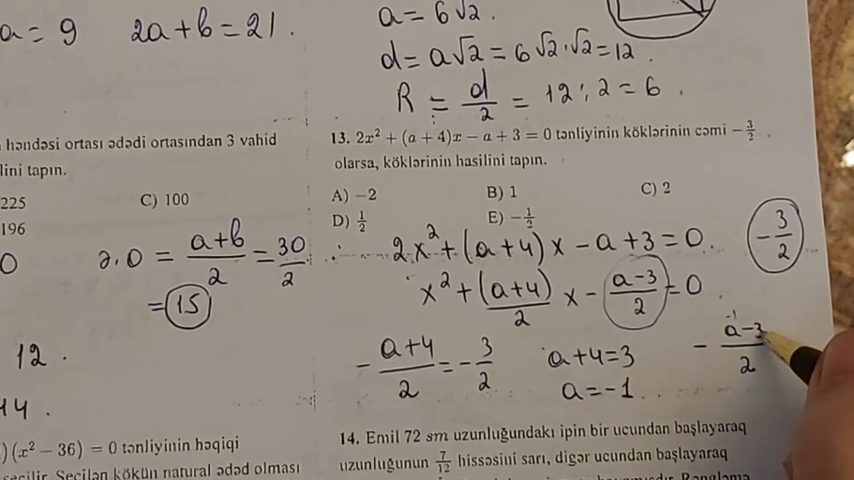 a = 9 2a + b = 21 .
a = 6√2 .
d = a√2 = 6√2 · √2 = 12 .
R = d/2 = 12 : 2 = 6 .
həndəsi ortası ədədi ortasından 3 vahid
lini tapın.
225 C) 100
196
0 ə.O = a+b/2 = 30/2
= 15
12 .
14 .
)(x² − 36) = 0 tənliyinin həqiqi
seçilir. Seçilən kökün natural ədəd olması
13. 2x² + (a + 4)x − a + 3 = 0 tənliyinin köklərinin cəmi −3/2
olarsa, köklərinin hasilini tapın.
A) −2 B) 1 C) 2
D) 1/2 E) −1/2
2x² + (a+4)x − a + 3 = 0 . −3/2
x² + (a+4)/2 x − a−3/2 = 0
− a+4/2 = − 3/2 a + 4 = 3 − a−3/2 -1
a = −1
14. Emil 72 sm uzunluğundakı ipin bir ucundan başlayaraq
uzunluğunun 7/12 hissəsini sarı, digər ucundan başlayaraq